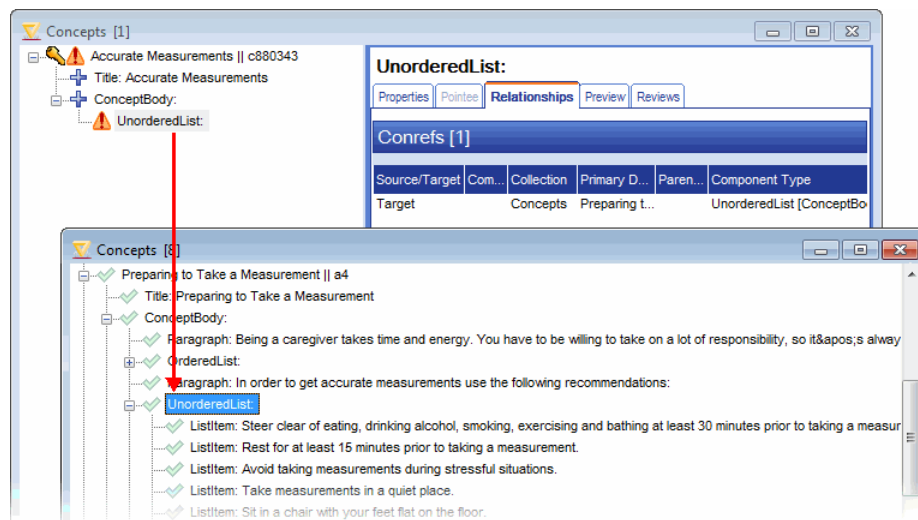 Concepts [1]
Accurate Measurements || c880343
Title: Accurate Measurements
ConceptBody:
UnorderedList:
UnorderedList:
Properties Pointee Relationships Preview Reviews
Conrefs [1]
Source/Target Com... Collection Primary D... Paren... Component Type
Target Concepts Preparing t... UnorderedList [ConceptBo
Concepts [8]
Preparing to Take a Measurement || a4
Title: Preparing to Take a Measurement
ConceptBody:
Paragraph: Being a caregiver takes time and energy. You have to be willing to take on a lot of responsibility, so it&apos;s alway
OrderedList:
Paragraph: In order to get accurate measurements use the following recommendations:
UnorderedList:
ListItem: Steer clear of eating, drinking alcohol, smoking, exercising and bathing at least 30 minutes prior to taking a measur
ListItem: Rest for at least 15 minutes prior to taking a measurement.
ListItem: Avoid taking measurements during stressful situations.
ListItem: Take measurements in a quiet place.
ListItem: Sit in a chair with your feet flat on the floor.